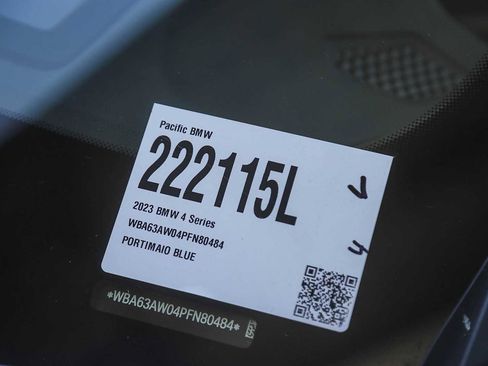 Pacific BMW
222115L
2023 BMW 4 Series
WBA63AW04PFN80484
PORTIMAIO BLUE
*WBA63AW04PFN80484*